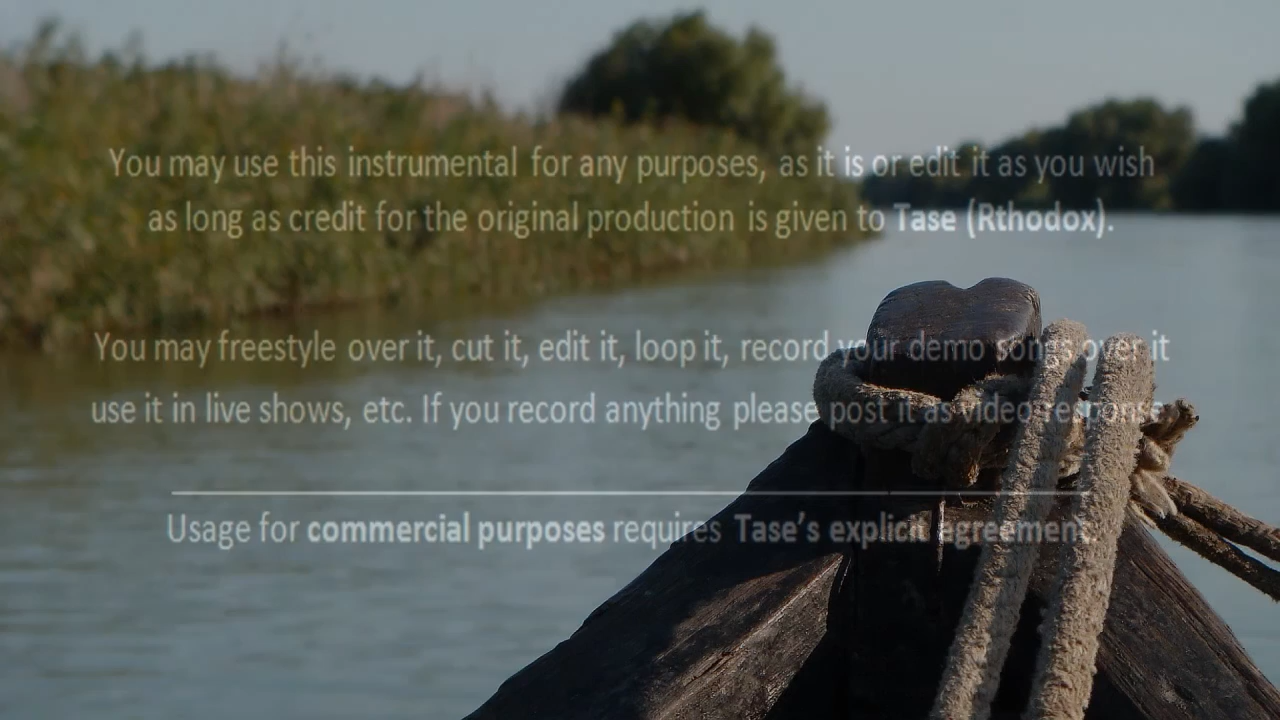 You may use this instrumental for any purposes, as it is or edit it as you wish
as long as credit for the original production is given to Tase (Rthodox).
You may freestyle over it, cut it, edit it, loop it, record your demo song over it
use it in live shows, etc. If you record anything please post it as video response
Usage for commercial purposes requires Tase's explicit agreement.